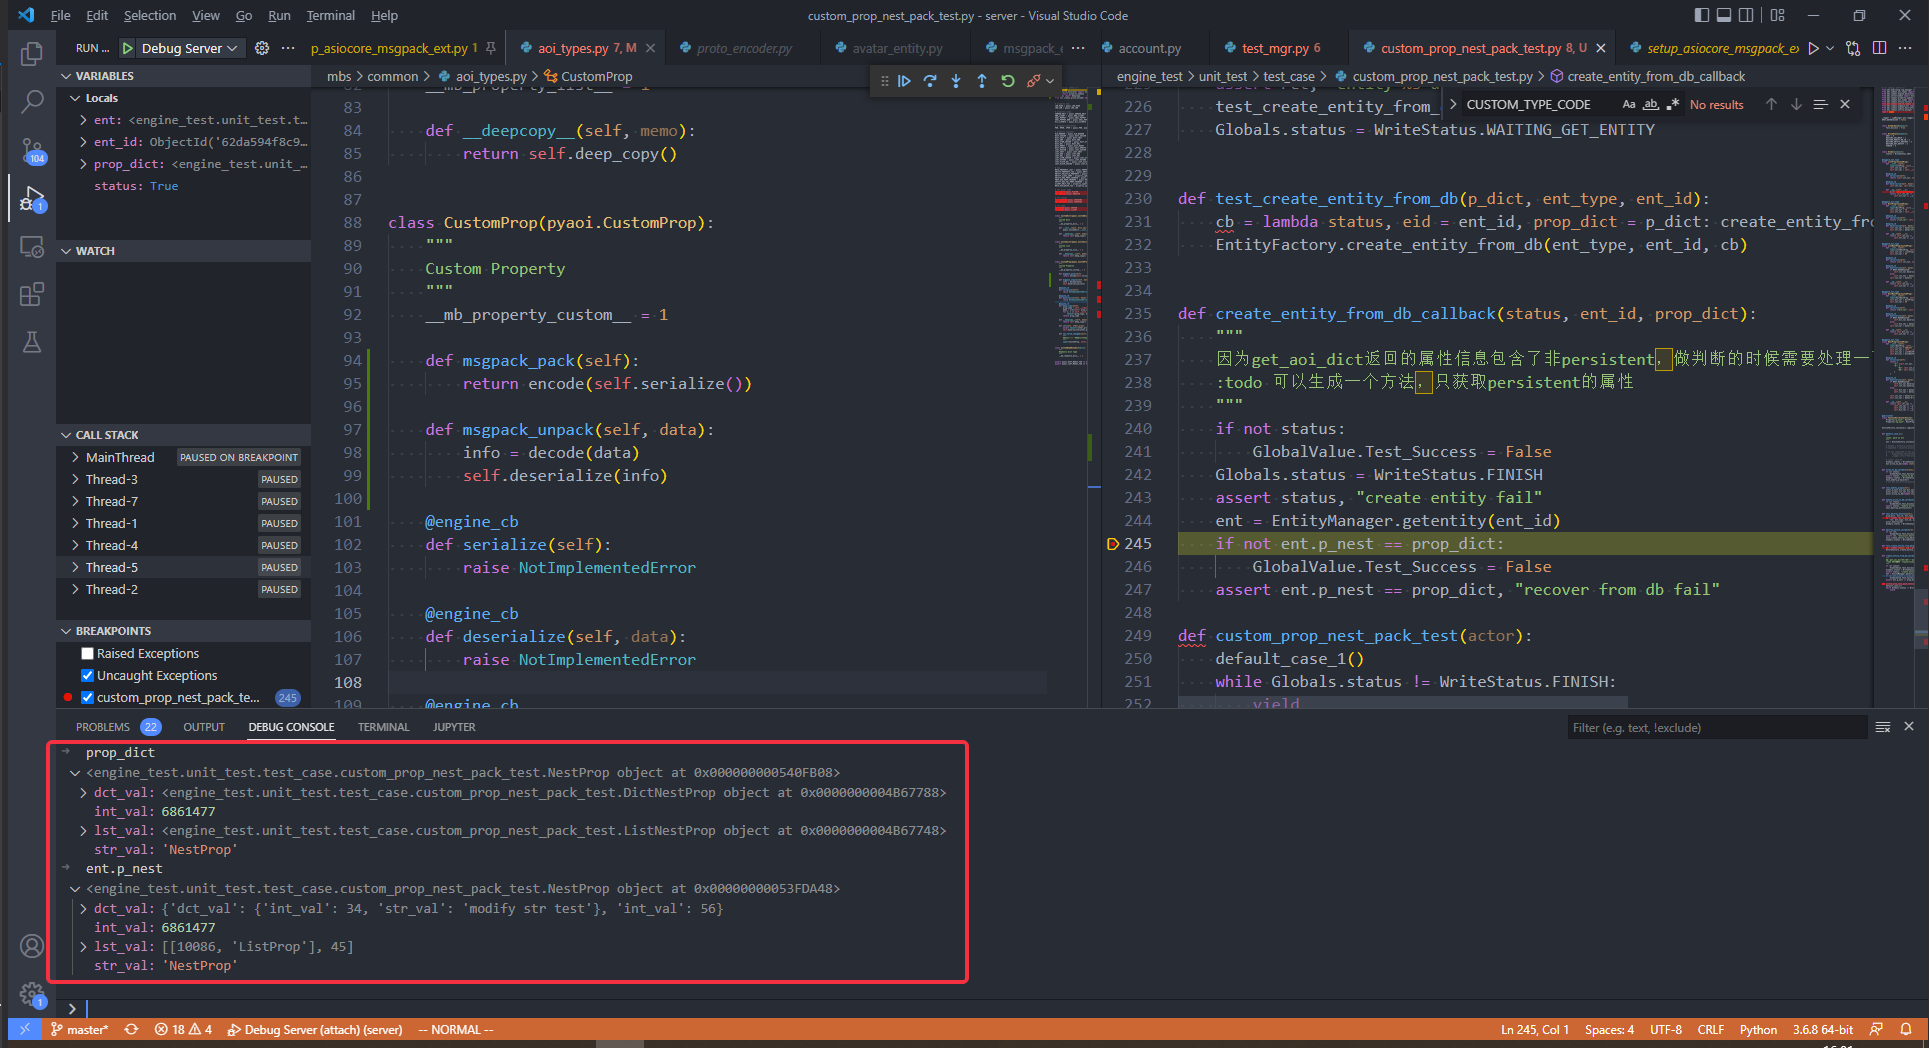 File Edit Selection View Go Run Terminal Help
custom_prop_nest_pack_test.py - server - Visual Studio Code
RUN ... Debug Server
p_asiocore_msgpack_ext.py 1
aoi_types.py 7, M
proto_encoder.py
avatar_entity.py
account.py
test_mgr.py 6
custom_prop_nest_pack_test.py 8, U
VARIABLES
Locals
ent: <engine_test.unit_test.t...
ent_id: ObjectId('62da594f8c9...
prop_dict: <engine_test.unit_...
status: True
WATCH
CALL STACK
MainThread PAUSED ON BREAKPOINT
Thread-3 PAUSED
Thread-7 PAUSED
Thread-1 PAUSED
Thread-4 PAUSED
Thread-5 PAUSED
Thread-2 PAUSED
BREAKPOINTS
Raised Exceptions
Uncaught Exceptions
custom_prop_nest_pack_te... 245
104
1
1
mbs > common > aoi_types.py > CustomProp
83
84 def __deepcopy__(self, memo):
85 return self.deep_copy()
86
87
88 class CustomProp(pyaoi.CustomProp):
89 """
90 Custom Property
91 """
92 __mb_property_custom__ = 1
93
94 def msgpack_pack(self):
95 return encode(self.serialize())
96
97 def msgpack_unpack(self, data):
98 info = decode(data)
99 self.deserialize(info)
100
101 @engine_cb
102 def serialize(self):
103 raise NotImplementedError
104
105 @engine_cb
106 def deserialize(self, data):
107 raise NotImplementedError
108
109 @engine_cb
engine_test > unit_test > test_case > custom_prop_nest_pack_test.py > create_entity_from_db_callback
CUSTOM_TYPE_CODE Aa ab .* No results
226 test_create_entity_from_
227 Globals.status = WriteStatus.WAITING_GET_ENTITY
228
229
230 def test_create_entity_from_db(p_dict, ent_type, ent_id):
231 cb = lambda status, eid = ent_id, prop_dict = p_dict: create_entity_fro
232 EntityFactory.create_entity_from_db(ent_type, ent_id, cb)
233
234
235 def create_entity_from_db_callback(status, ent_id, prop_dict):
236 """
237 因为get_aoi_dict返回的属性信息包含了非persistent，做判断的时候需要处理一
238 :todo 可以生成一个方法，只获取persistent的属性
239 """
240 if not status:
241 GlobalValue.Test_Success = False
242 Globals.status = WriteStatus.FINISH
243 assert status, "create entity fail"
244 ent = EntityManager.getentity(ent_id)
245 if not ent.p_nest == prop_dict:
246 GlobalValue.Test_Success = False
247 assert ent.p_nest == prop_dict, "recover from db fail"
248
249 def custom_prop_nest_pack_test(actor):
250 default_case_1()
251 while Globals.status != WriteStatus.FINISH:
252 yield
PROBLEMS 22 OUTPUT DEBUG CONSOLE TERMINAL JUPYTER
Filter (e.g. text, !exclude)
prop_dict
<engine_test.unit_test.test_case.custom_prop_nest_pack_test.NestProp object at 0x000000000540FB08>
dct_val: <engine_test.unit_test.test_case.custom_prop_nest_pack_test.DictNestProp object at 0x0000000004B67788>
int_val: 6861477
lst_val: <engine_test.unit_test.test_case.custom_prop_nest_pack_test.ListNestProp object at 0x0000000004B67748>
str_val: 'NestProp'
ent.p_nest
<engine_test.unit_test.test_case.custom_prop_nest_pack_test.NestProp object at 0x00000000053FDA48>
dct_val: {'dct_val': {'int_val': 34, 'str_val': 'modify str test'}, 'int_val': 56}
int_val: 6861477
lst_val: [[10086, 'ListProp'], 45]
str_val: 'NestProp'
master* 18 4 Debug Server (attach) (server) -- NORMAL --
Ln 245, Col 1 Spaces: 4 UTF-8 CRLF Python 3.6.8 64-bit